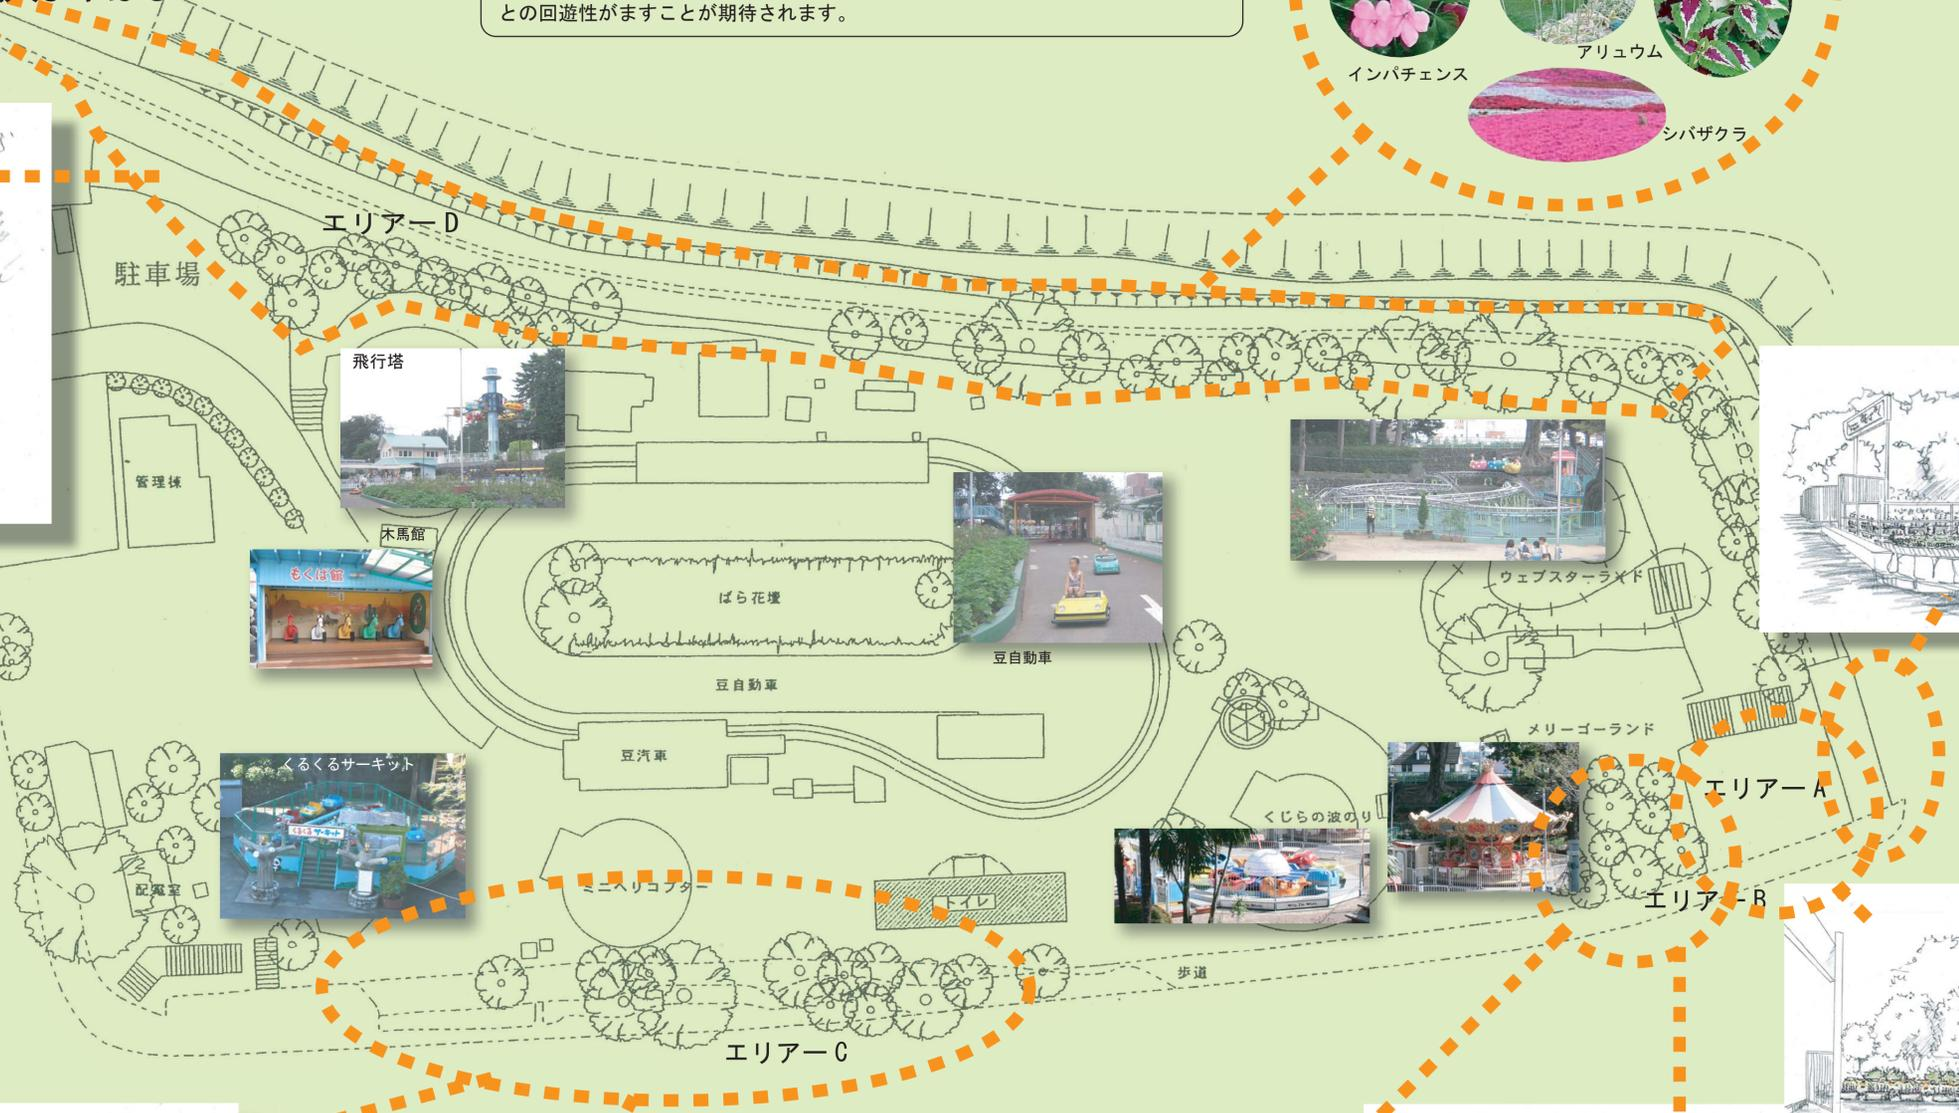 との回遊性がますことが期待されます。
アリュウム
インパチェンス
シバザクラ
エリアーD
駐車場
飛行塔
管理棟
木馬館
もくば館
ウェブスターランド
ばら花壇
豆自動車
豆自動車
メリーゴーランド
豆汽車
くるくるサーキット
くるくるサーキット
エリアーA
くじらの波のり
配電室
ミニヘリコプター
トイレ
エリアーB
歩道
エリアーC